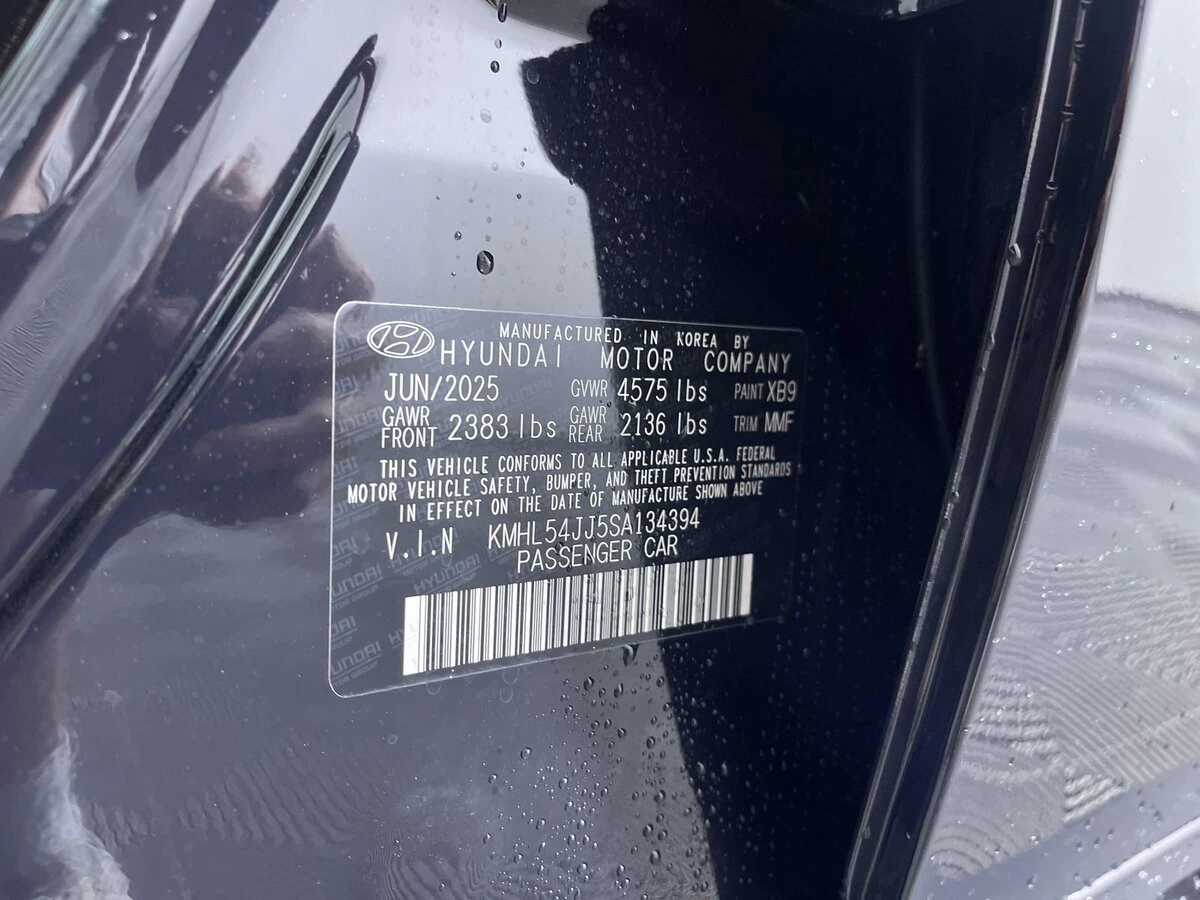 MANUFACTURED IN KOREA BY
HYUNDAI MOTOR COMPANY
JUN/2025 GVWR 4575 lbs PAINT XB9
GAWR FRONT 2383 lbs GAWR REAR 2136 lbs TRIM MMF
THIS VEHICLE CONFORMS TO ALL APPLICABLE U.S.A. FEDERAL
MOTOR VEHICLE SAFETY, BUMPER, AND THEFT PREVENTION STANDARDS
IN EFFECT ON THE DATE OF MANUFACTURE SHOWN ABOVE
V.I.N KMHL54JJ5SA134394
PASSENGER CAR